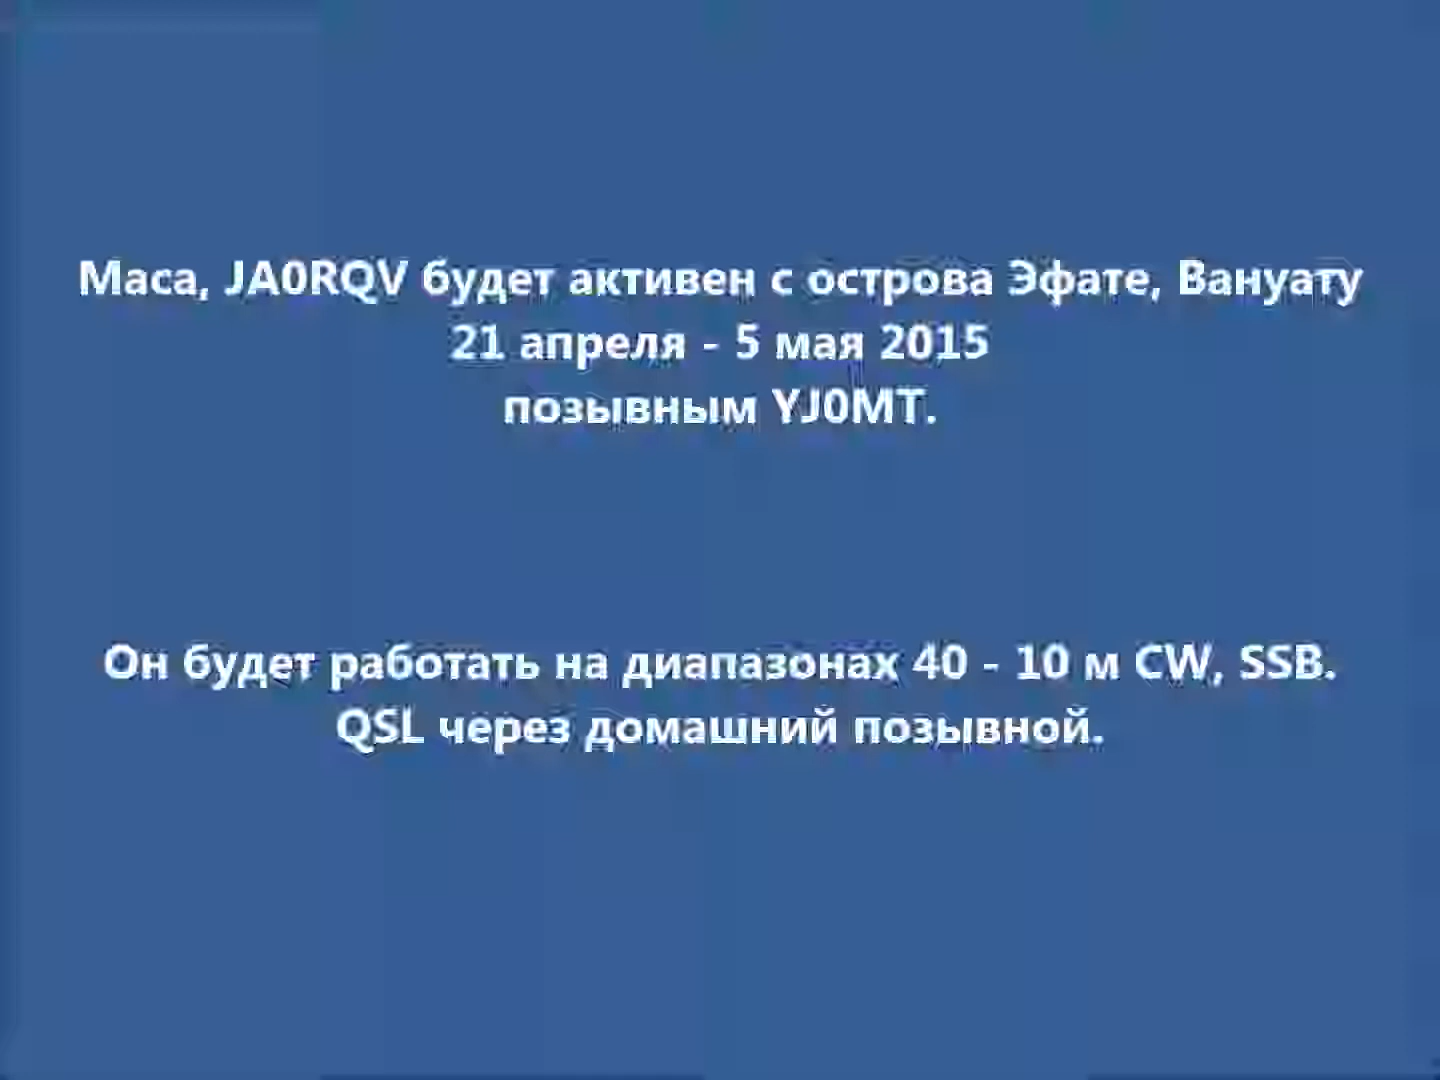 Маса, JA0RQV будет активен с острова Эфате, Вануату
21 апреля - 5 мая 2015
позывным YJ0MT.
Он будет работать на диапазонах 40 - 10 м CW, SSB.
QSL через домашний позывной.